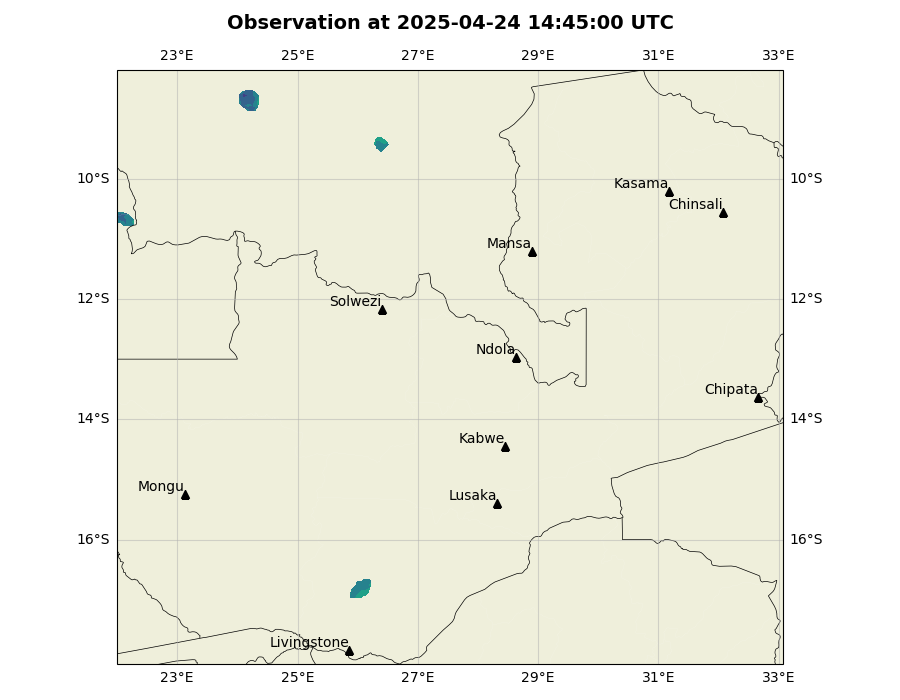 Observation at 2025-04-24 14:45:00 UTC
23°E 25°E 27°E 29°E 31°E 33°E
10°S 10°S
Kasama
Chinsali
Mansa
12°S 12°S
Solwezi
Ndola
Chipata
14°S 14°S
Kabwe
Mongu
Lusaka
16°S 16°S
Livingstone
23°E 25°E 27°E 29°E 31°E 33°E